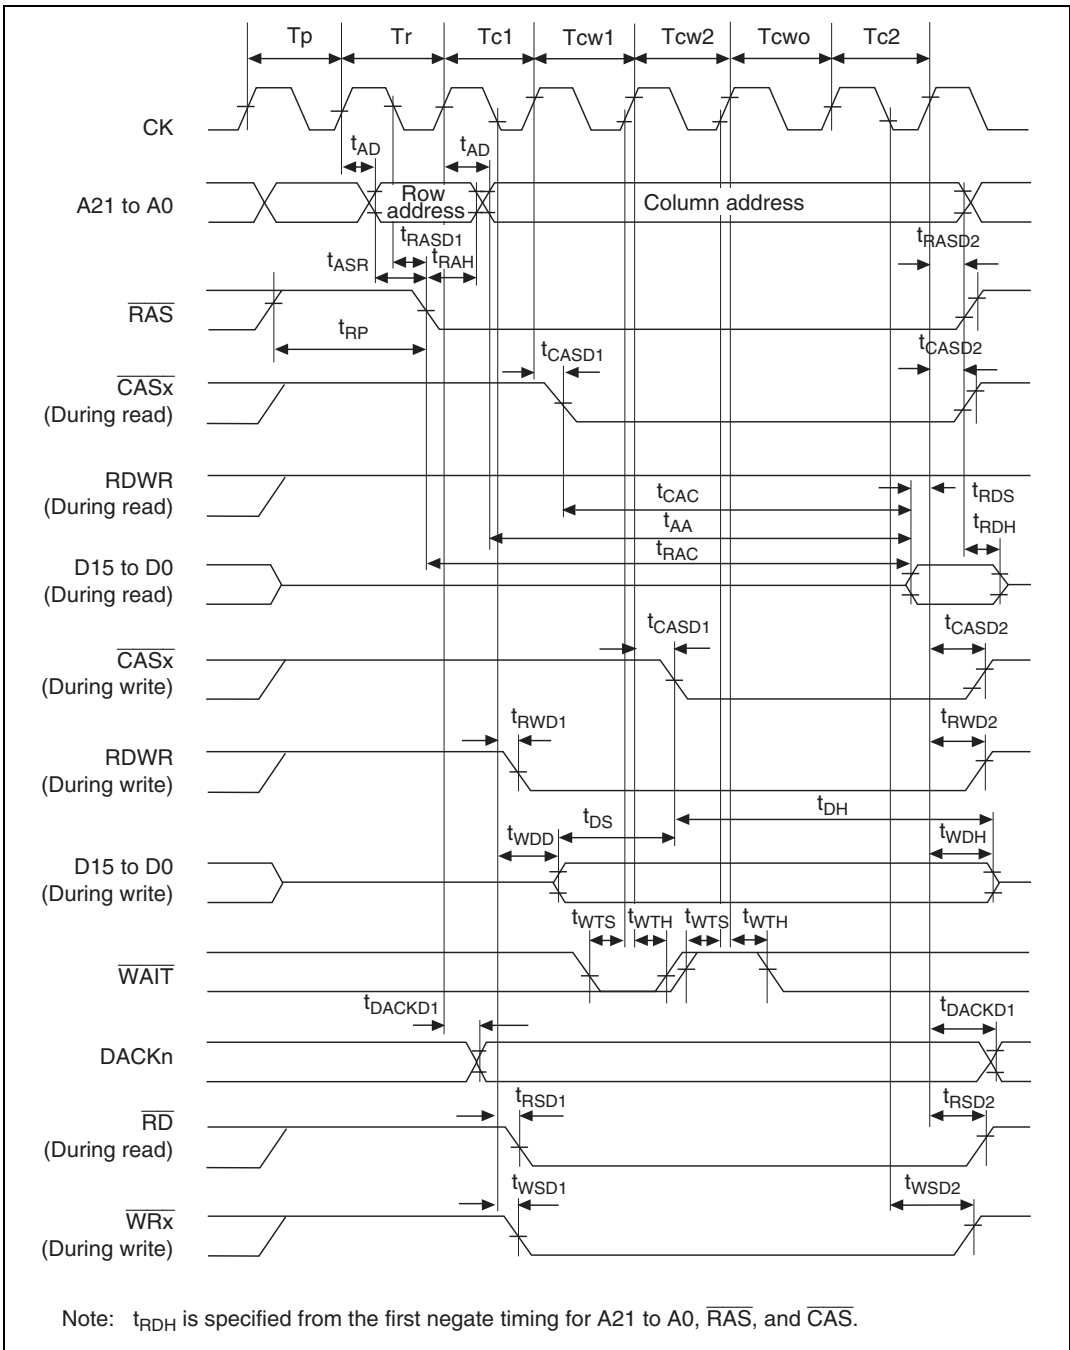 Tp Tr Tc1 Tcw1 Tcw2 Tcwo Tc2
CK
tAD tAD
A21 to A0
Row
address
Column address
tRASD1
tRASD2
tASR tRAH
RAS
tRP
tCASD1
tCASD2
CASx
(During read)
RDWR
(During read)
tCAC
tRDS
tAA
tRDH
tRAC
D15 to D0
(During read)
tCASD1
tCASD2
CASx
(During write)
tRWD1
tRWD2
RDWR
(During write)
tDH
tDS
tWDD
tWDH
D15 to D0
(During write)
tWTS tWTH tWTS tWTH
WAIT
tDACKD1
tDACKD1
DACKn
tRSD1
tRSD2
RD
(During read)
tWSD1
tWSD2
WRx
(During write)
Note: tRDH is specified from the first negate timing for A21 to A0, RAS, and CAS.